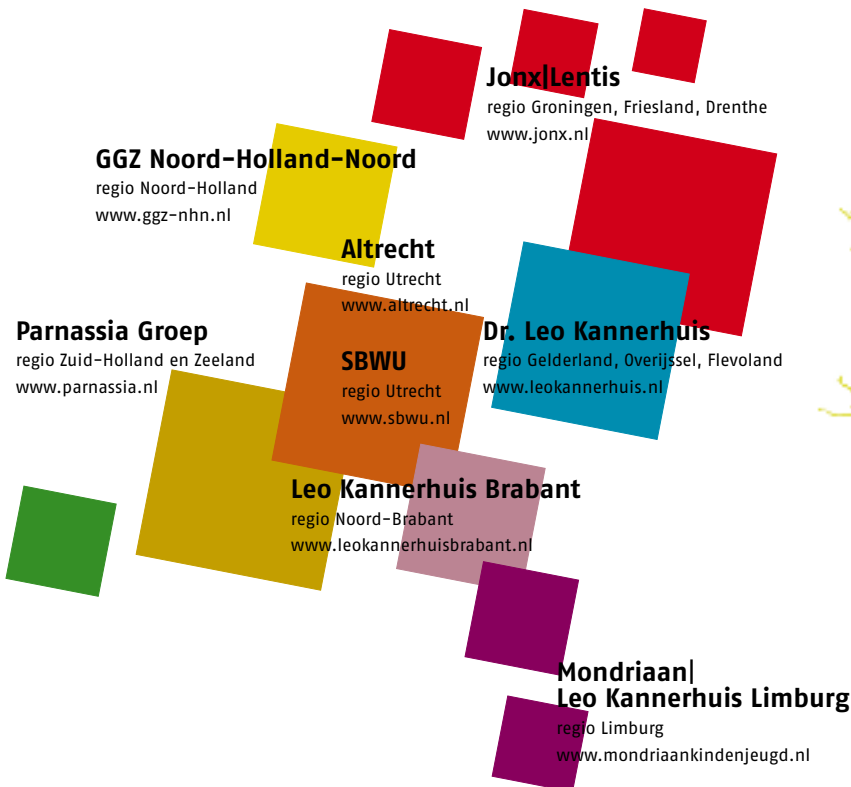 Jonx|Lentis
regio Groningen, Friesland, Drenthe
www.jonx.nl
GGZ Noord-Holland-Noord
regio Noord-Holland
www.ggz-nhn.nl
Altrecht
regio Utrecht
www.altrecht.nl
Parnassia Groep
regio Zuid-Holland en Zeeland
www.parnassia.nl
SBWU
regio Utrecht
www.sbwu.nl
Dr. Leo Kannerhuis
regio Gelderland, Overijssel, Flevoland
www.leokannerhuis.nl
Leo Kannerhuis Brabant
regio Noord-Brabant
www.leokannerhuisbrabant.nl
Mondriaan|
Leo Kannerhuis Limburg
regio Limburg
www.mondriaankindenjeugd.nl